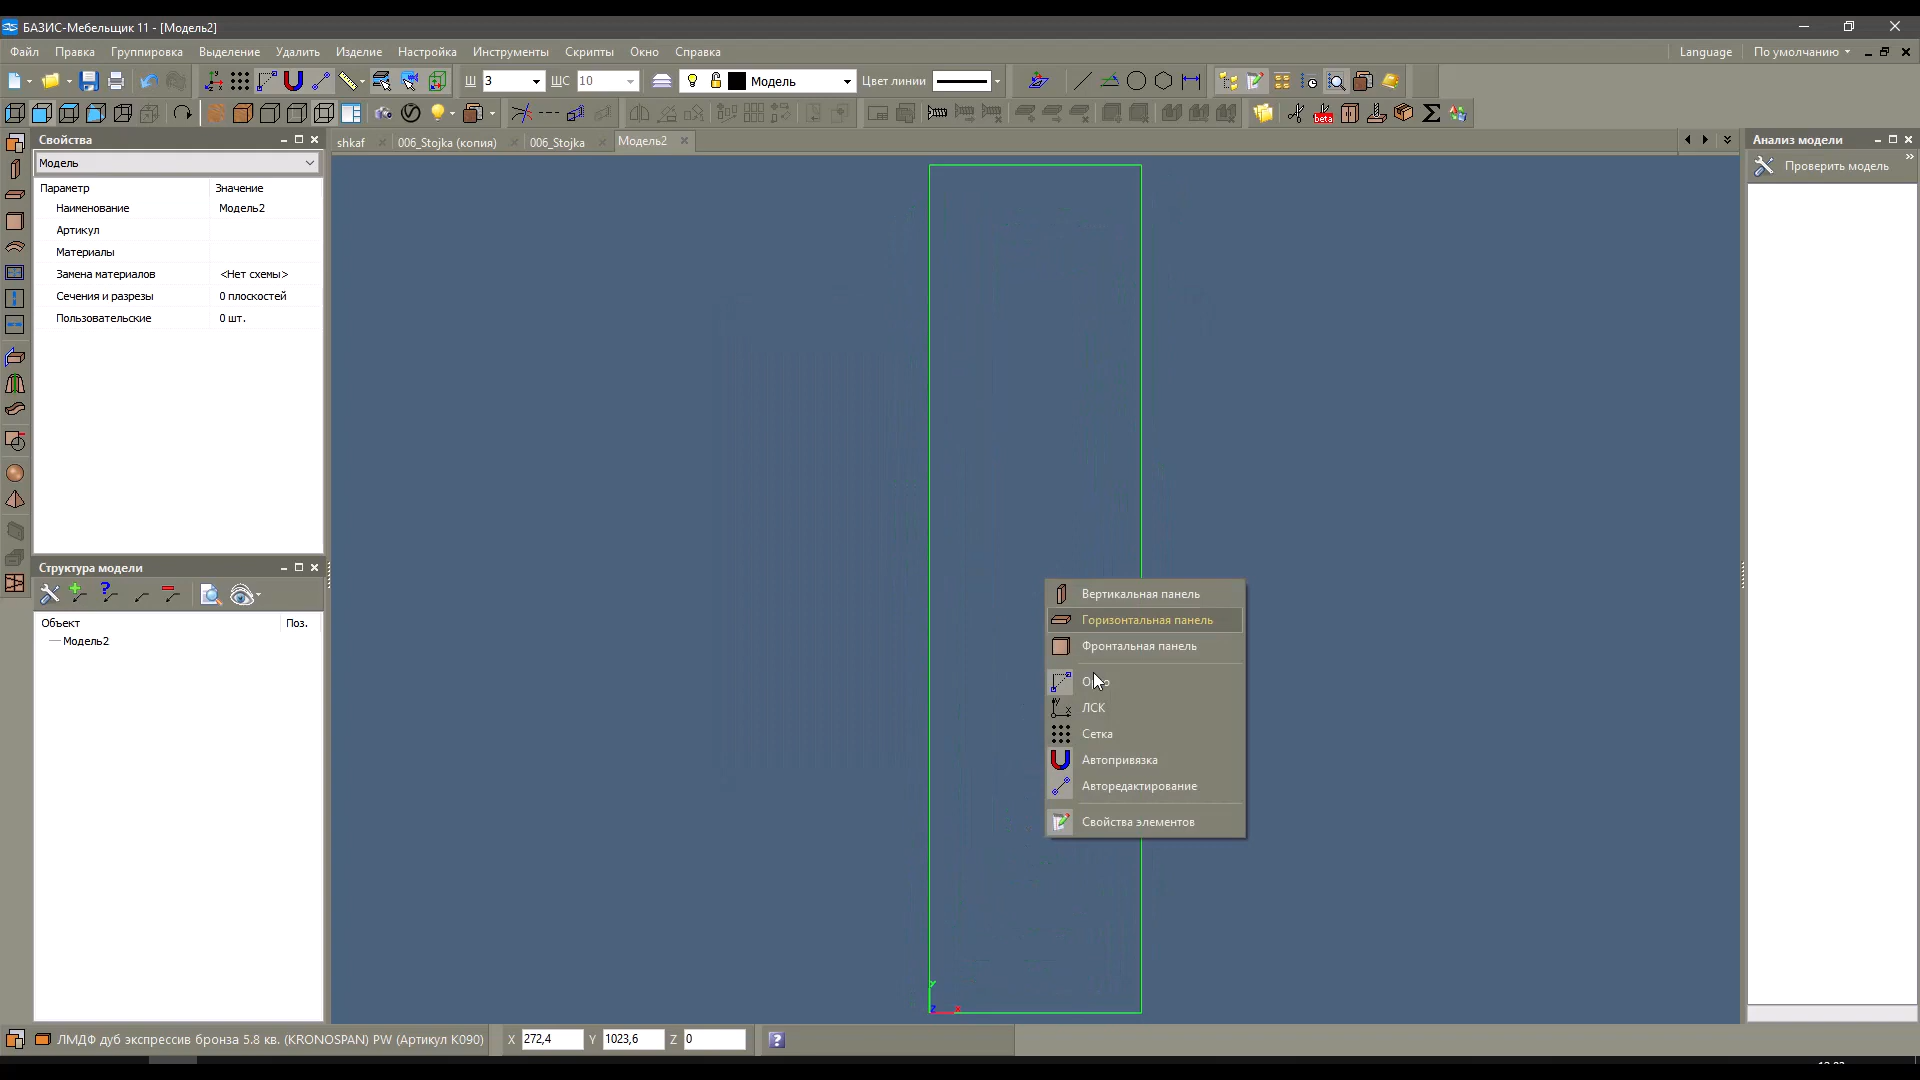 БАЗИС-Мебельщик 11 - [Модель2]
Файл Правка Группировка Выделение Удалить Изделие Настройка Инструменты Скрипты Окно Справка Language По умолчанию
Ш 3 ШС 10 Модель Цвет линии
beta
Свойства
shkaf 006_Stojka (копия) 006_Stojka Модель2
Анализ модели
Модель
Проверить модель
Параметр Значение
Наименование Модель2
Артикул
Материалы
Замена материалов <Нет схемы>
Сечения и разрезы 0 плоскостей
Пользовательские 0 шт.
Структура модели
Объект Поз.
Модель2
Вертикальная панель
Горизонтальная панель
Фронтальная панель
ЛСК
Сетка
Автопривязка
Авторедактирование
Свойства элементов
Y
Z X
ЛМДФ дуб экспрессив бронза 5.8 кв. (KRONOSPAN) PW (Артикул K090) X 272,4 Y 1023,6 Z 0